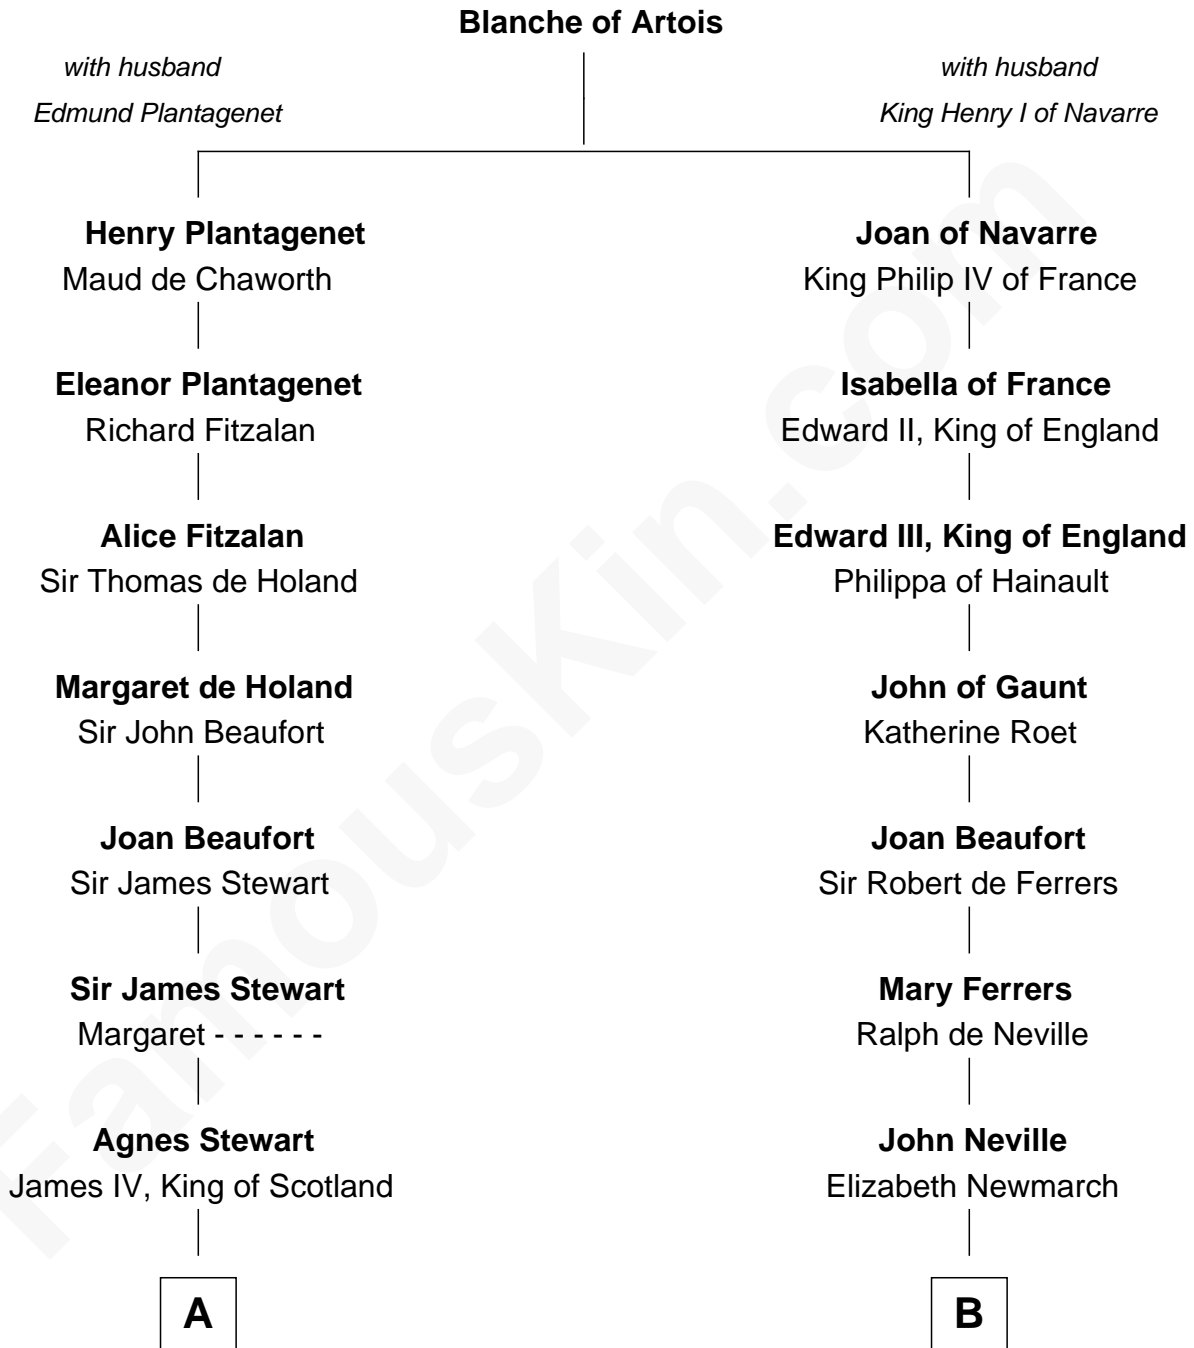 Blanche of Artois
with husband
Edmund Plantagenet
with husband
King Henry I of Navarre
Henry Plantagenet
Maud de Chaworth
Eleanor Plantagenet
Richard Fitzalan
Alice Fitzalan
Sir Thomas de Holand
Margaret de Holand
Sir John Beaufort
Joan Beaufort
Sir James Stewart
Sir James Stewart
Margaret - - - - - -
Agnes Stewart
James IV, King of Scotland
A
Joan of Navarre
King Philip IV of France
Isabella of France
Edward II, King of England
Edward III, King of England
Philippa of Hainault
John of Gaunt
Katherine Roet
Joan Beaufort
Sir Robert de Ferrers
Mary Ferrers
Ralph de Neville
John Neville
Elizabeth Newmarch
B
FamousKin.com